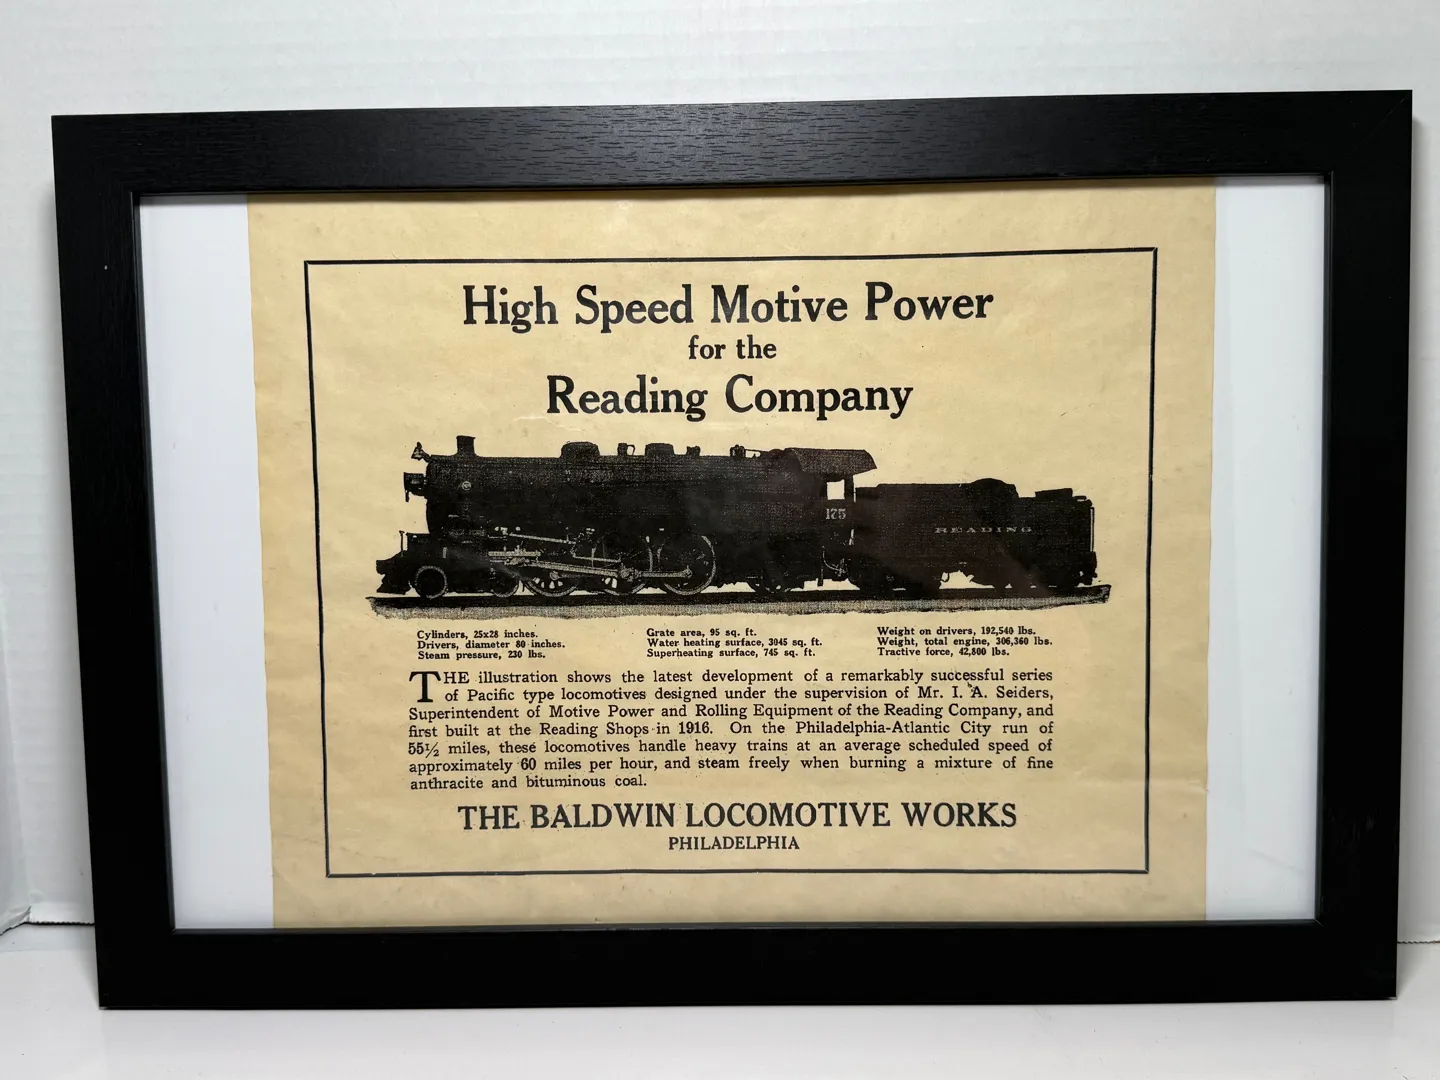 High Speed Motive Power
for the
Reading Company
175
READING
Cylinders, 25x28 inches.
Drivers, diameter 80 inches.
Steam pressure, 230 lbs.
Grate area, 95 sq. ft.
Water heating surface, 3045 sq. ft.
Superheating surface, 745 sq. ft.
Weight on drivers, 192,540 lbs.
Weight, total engine, 306,360 lbs.
Tractive force, 42,800 lbs.
THE illustration shows the latest development of a remarkably successful series
of Pacific type locomotives designed under the supervision of Mr. I. A. Seiders,
Superintendent of Motive Power and Rolling Equipment of the Reading Company, and
first built at the Reading Shops in 1916. On the Philadelphia-Atlantic City run of
55½ miles, these locomotives handle heavy trains at an average scheduled speed of
approximately 60 miles per hour, and steam freely when burning a mixture of fine
anthracite and bituminous coal.
THE BALDWIN LOCOMOTIVE WORKS
PHILADELPHIA